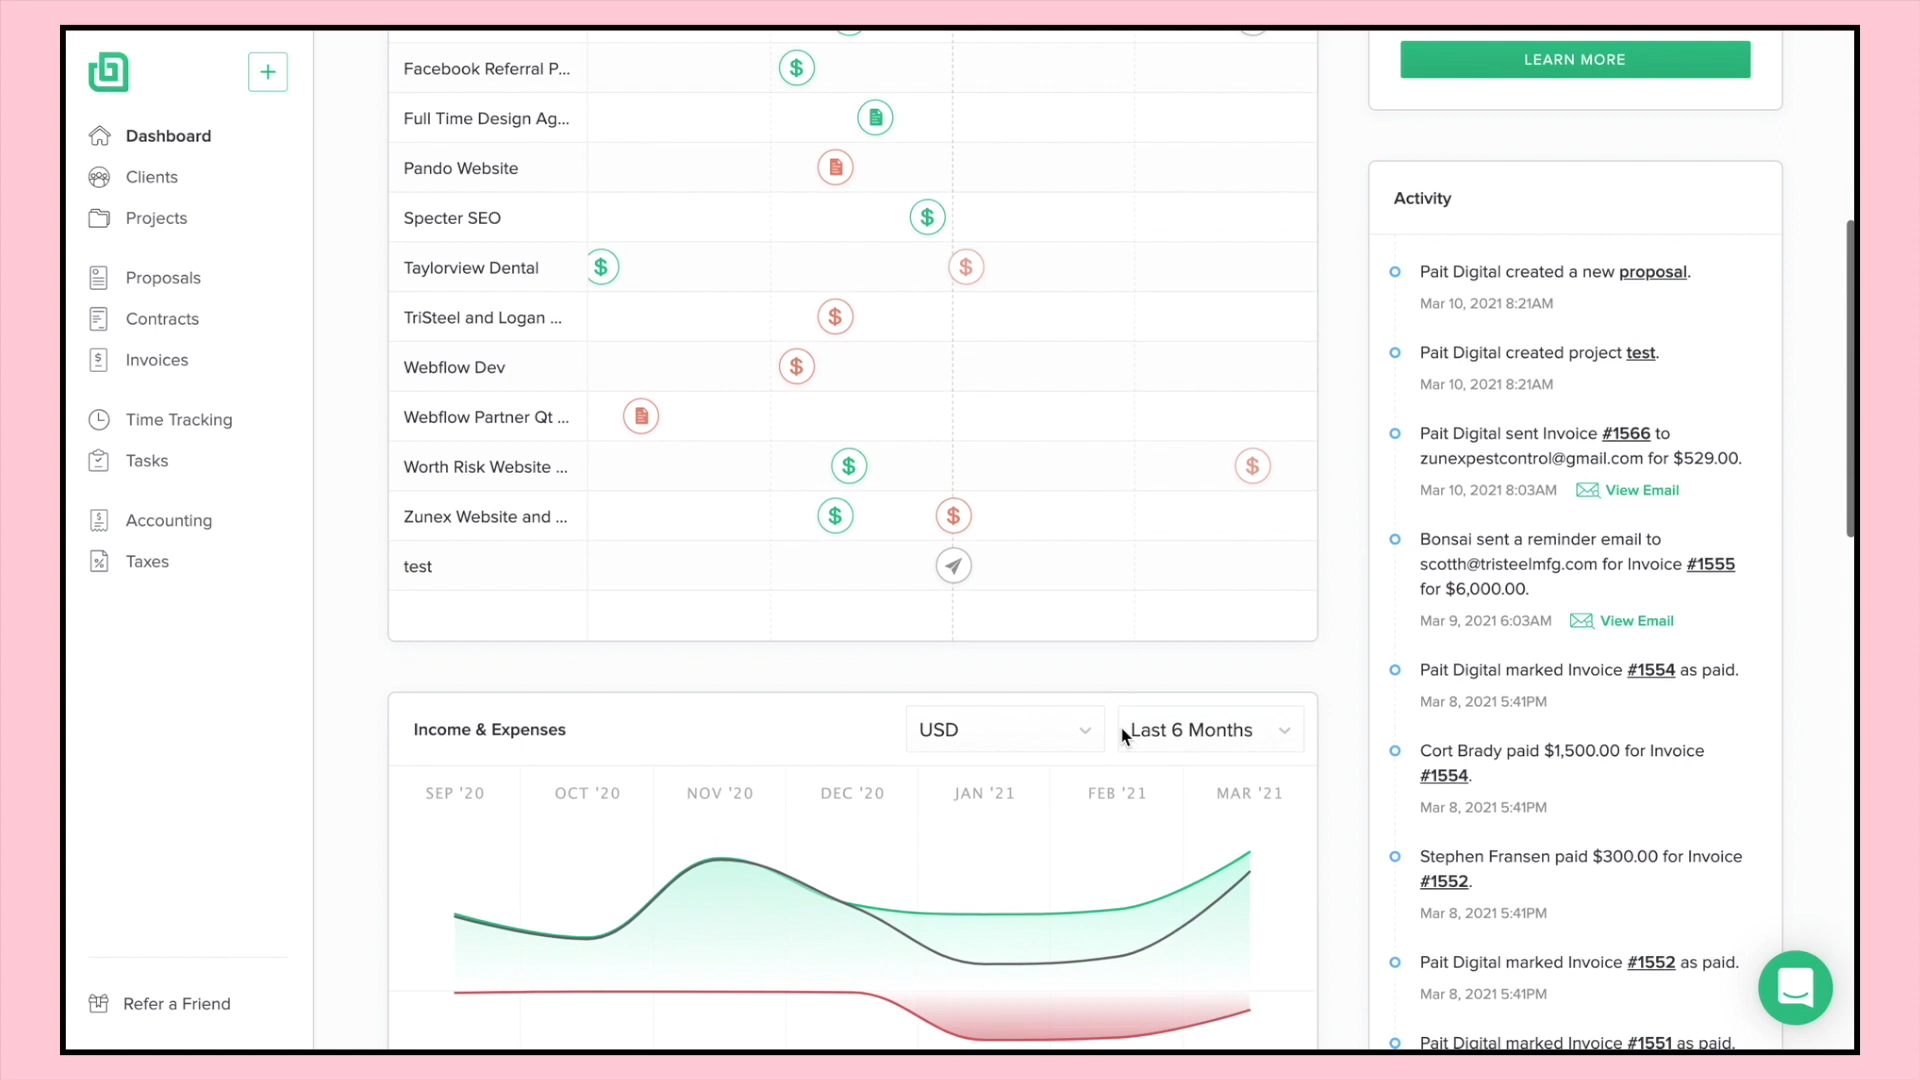 Dashboard
Clients
Projects
Proposals
Contracts
Invoices
Time Tracking
Tasks
Accounting
Taxes
Refer a Friend
Facebook Referral P...
Full Time Design Ag...
Pando Website
Specter SEO
Taylorview Dental
TriSteel and Logan ...
Webflow Dev
Webflow Partner Qt ...
Worth Risk Website ...
Zunex Website and ...
test
Income & Expenses
USD
Last 6 Months
SEP '20
OCT '20
NOV '20
DEC '20
JAN '21
FEB '21
MAR '21
LEARN MORE
Activity
Pait Digital created a new proposal.
Mar 10, 2021 8:21AM
Pait Digital created project test.
Mar 10, 2021 8:21AM
Pait Digital sent Invoice #1566 to
zunexpestcontrol@gmail.com for $529.00.
Mar 10, 2021 8:03AM View Email
Bonsai sent a reminder email to
scotth@tristeelmfg.com for Invoice #1555
for $6,000.00.
Mar 9, 2021 6:03AM View Email
Pait Digital marked Invoice #1554 as paid.
Mar 8, 2021 5:41PM
Cort Brady paid $1,500.00 for Invoice
#1554.
Mar 8, 2021 5:41PM
Stephen Fransen paid $300.00 for Invoice
#1552.
Mar 8, 2021 5:41PM
Pait Digital marked Invoice #1552 as paid.
Mar 8, 2021 5:41PM
Pait Digital marked Invoice #1551 as paid.